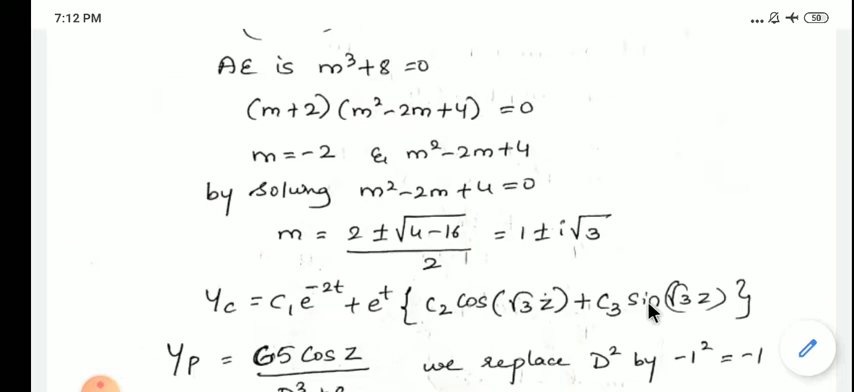 7:12 PM
... 50
AE is m³+8 =0
(m+2) (m²-2m+4) =0
m=-2 & m²-2m+4
by solving m²-2m+4=0
m = 2 ± √4-16 / 2 = 1 ± i√3
Yc = c₁e^-2t + e^t { c₂ cos(√3 z) + c₃ sin(√3 z) }
Yp = 65 cos z / D³+8 we replace D² by -1² = -1